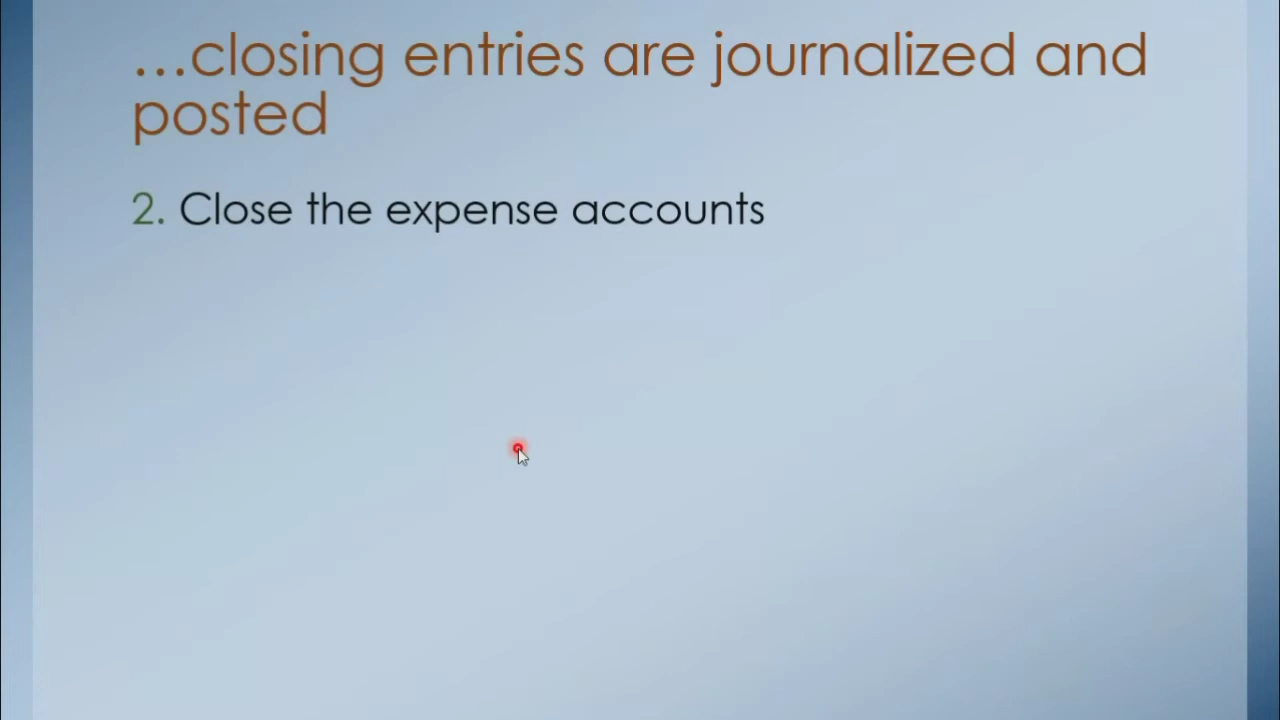 …closing entries are journalized and
posted
2. Close the expense accounts